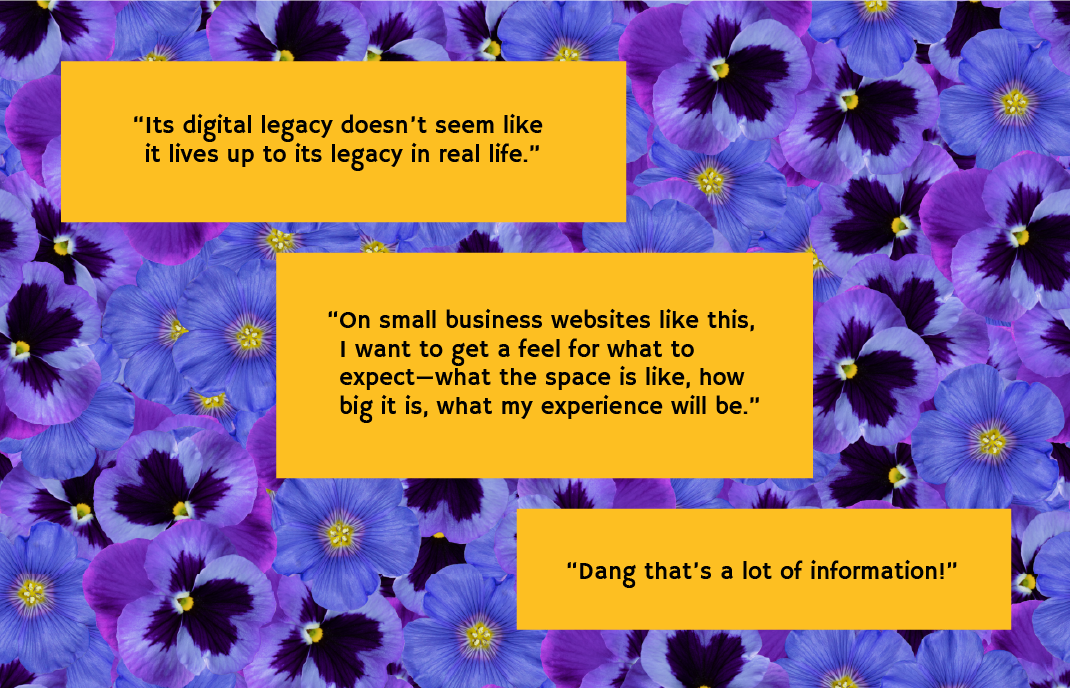 “Its digital legacy doesn’t seem like
it lives up to its legacy in real life.”
“On small business websites like this,
I want to get a feel for what to
expect—what the space is like, how
big it is, what my experience will be.”
“Dang that’s a lot of information!”